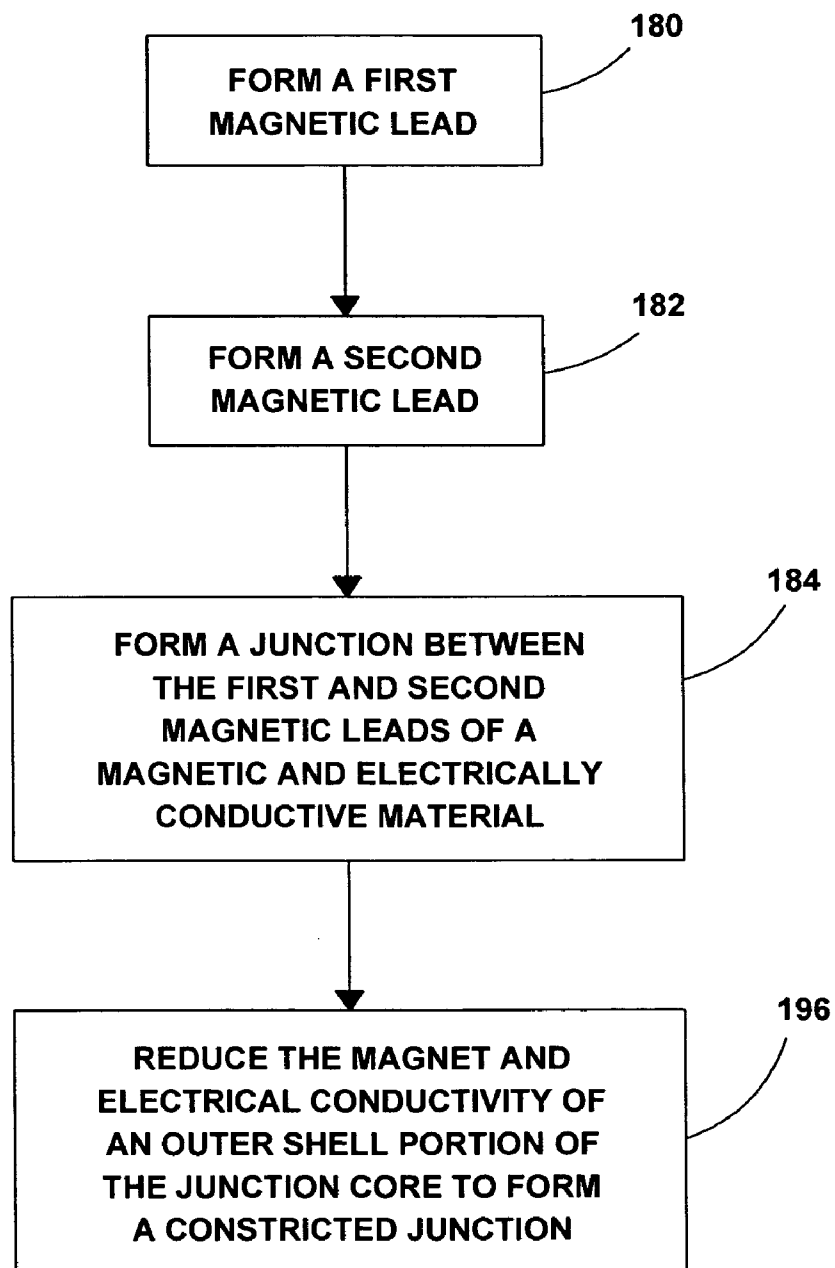 180
FORM A FIRST
MAGNETIC LEAD
182
FORM A SECOND
MAGNETIC LEAD
184
FORM A JUNCTION BETWEEN
THE FIRST AND SECOND
MAGNETIC LEADS OF A
MAGNETIC AND ELECTRICALLY
CONDUCTIVE MATERIAL
196
REDUCE THE MAGNET AND
ELECTRICAL CONDUCTIVITY OF
AN OUTER SHELL PORTION OF
THE JUNCTION CORE TO FORM
A CONSTRICTED JUNCTION